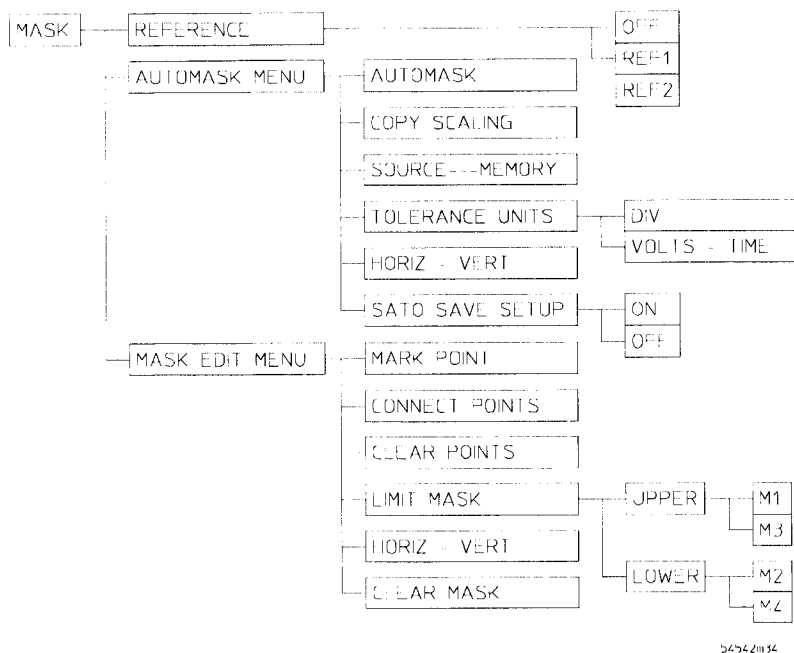 MASK
REFERENCE
OFF
REF1
REF2
AUTOMASK MENU
AUTOMASK
COPY SCALING
SOURCE---MEMORY
TOLERANCE UNITS
DIV
VOLTS - TIME
HORIZ - VERT
SATO SAVE SETUP
ON
OFF
MASK EDIT MENU
MARK POINT
CONNECT POINTS
CLEAR POINTS
LIMIT MASK
UPPER
M1
M3
HORIZ - VERT
LOWER
M2
M4
CLEAR MASK